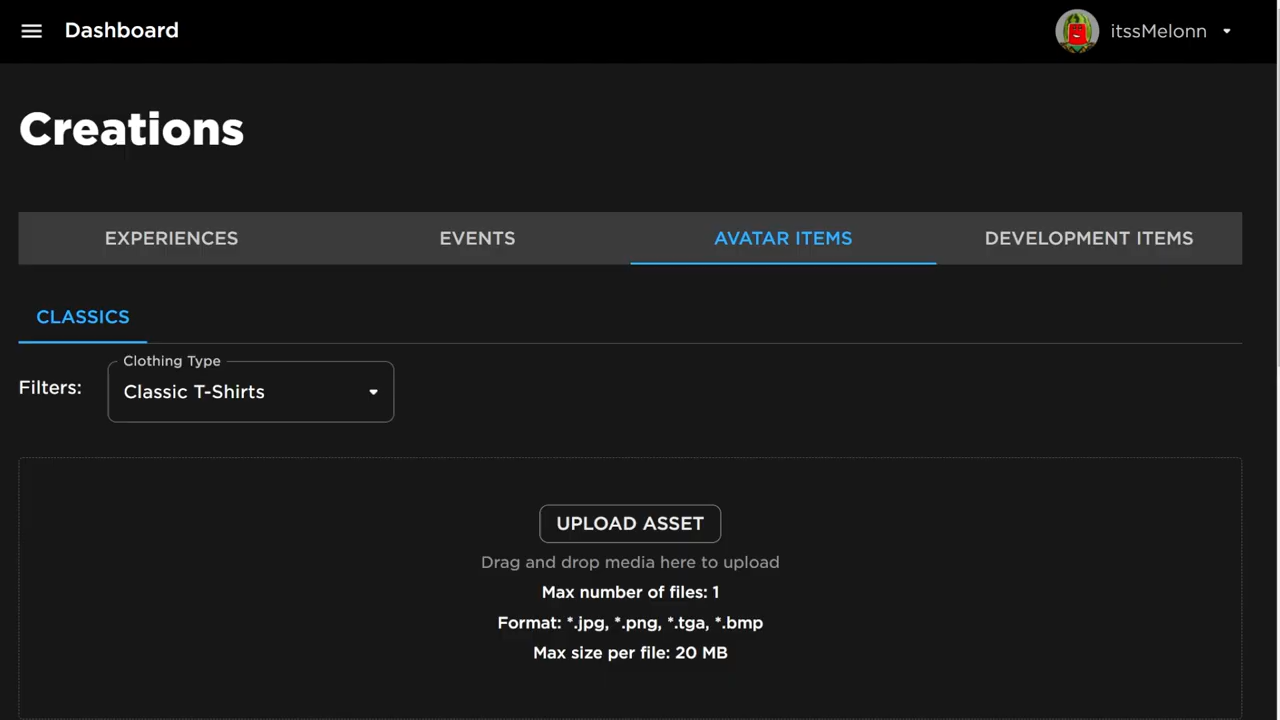 Dashboard
itssMelonn
Creations
EXPERIENCES
EVENTS
AVATAR ITEMS
DEVELOPMENT ITEMS
CLASSICS
Clothing Type
Filters:
Classic T-Shirts
UPLOAD ASSET
Drag and drop media here to upload
Max number of files: 1
Format: *.jpg, *.png, *.tga, *.bmp
Max size per file: 20 MB